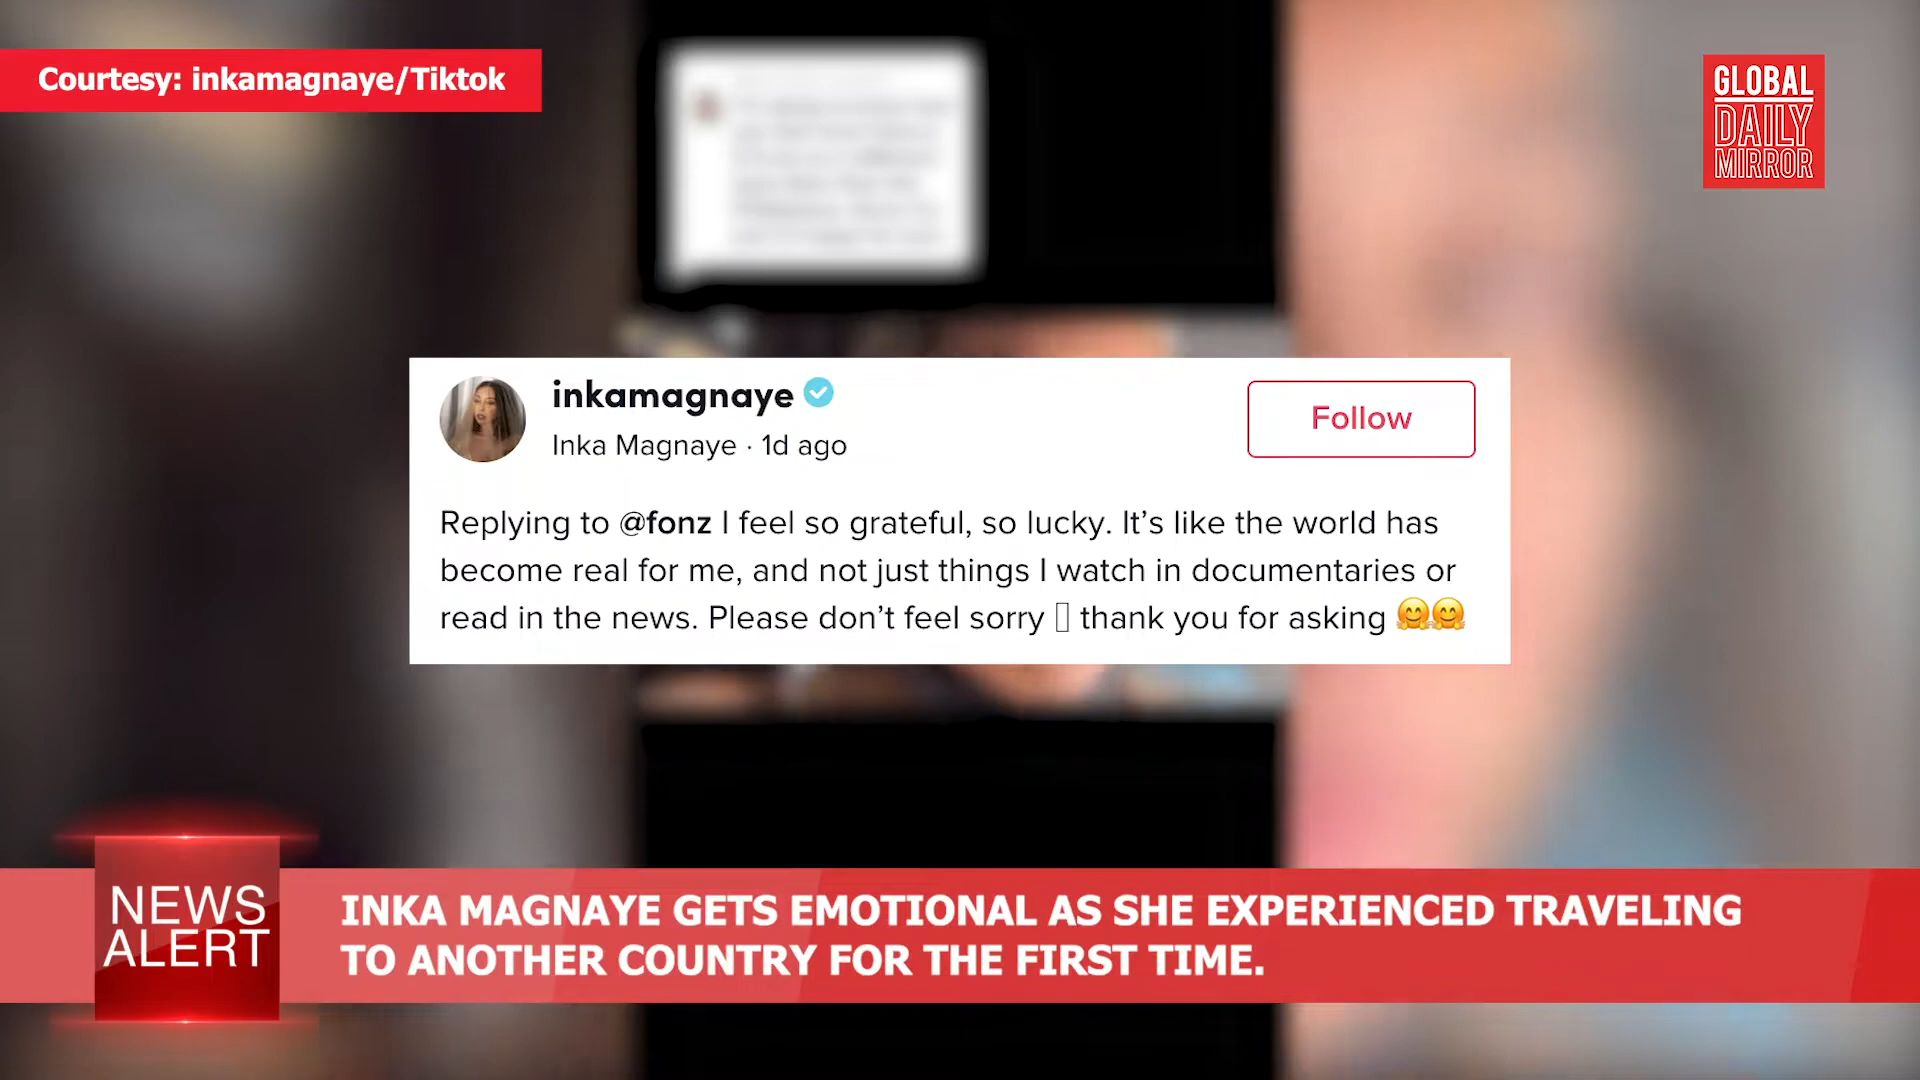 Courtesy: inkamagnaye/Tiktok
GLOBAL
DAILY
MIRROR
inkamagnaye
Inka Magnaye · 1d ago
Follow
Replying to @fonz I feel so grateful, so lucky. It’s like the world has
become real for me, and not just things I watch in documentaries or
read in the news. Please don’t feel sorry thank you for asking 🤗🤗
NEWS
ALERT
INKA MAGNAYE GETS EMOTIONAL AS SHE EXPERIENCED TRAVELING
TO ANOTHER COUNTRY FOR THE FIRST TIME.